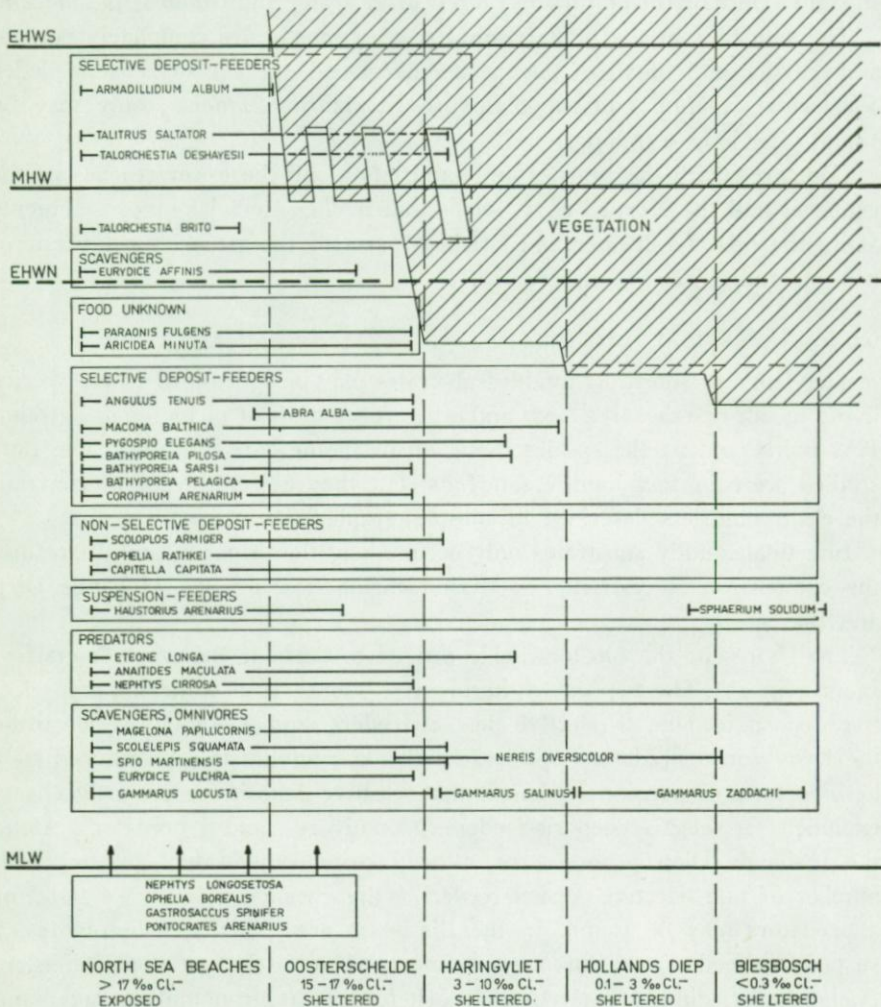 EHWS
SELECTIVE DEPOSIT-FEEDERS
ARMADILLIDIUM ALBUM
TALITRUS SALTATOR
TALORCHESTIA DESHAYESII
MHW
VEGETATION
TALORCHESTIA BRITO
SCAVENGERS
EURYDICE AFFINIS
EHWN
FOOD UNKNOWN
PARAONIS FULGENS
ARICIDEA MINUTA
SELECTIVE DEPOSIT-FEEDERS
ANGULUS TENUIS
ABRA ALBA
MACOMA BALTHICA
PYGOSPIO ELEGANS
BATHYPOREIA PILOSA
BATHYPOREIA SARSI
BATHYPOREIA PELAGICA
COROPHIUM ARENARIUM
NON-SELECTIVE DEPOSIT-FEEDERS
SCOLOPLOS ARMIGER
OPHELIA RATHKEI
CAPITELLA CAPITATA
SUSPENSION-FEEDERS
HAUSTORIUS ARENARIUS
SPHAERIUM SOLIDUM
PREDATORS
ETEONE LONGA
ANAITIDES MACULATA
NEPHTYS CIRROSA
SCAVENGERS, OMNIVORES
MAGELONA PAPILLICORNIS
SCOLELEPIS SQUAMATA
NEREIS DIVERSICOLOR
SPIO MARTINENSIS
EURYDICE PULCHRA
GAMMARUS LOCUSTA
GAMMARUS SALINUS
GAMMARUS ZADDACHI
MLW
NEPHTYS LONGOSETOSA
OPHELIA BOREALIS
GASTROSACCUS SPINIFER
PONTOCRATES ARENARIUS
NORTH SEA BEACHES
> 17 ‰ CL.-
EXPOSED
OOSTERSCHELDE
15-17 ‰ CL.-
SHELTERED
HARINGVLIET
3-10 ‰ CL.-
SHELTERED
HOLLANDS DIEP
0.1-3 ‰ CL.-
SHELTERED
BIESBOSCH
<0.3 ‰ CL.-
SHELTERED